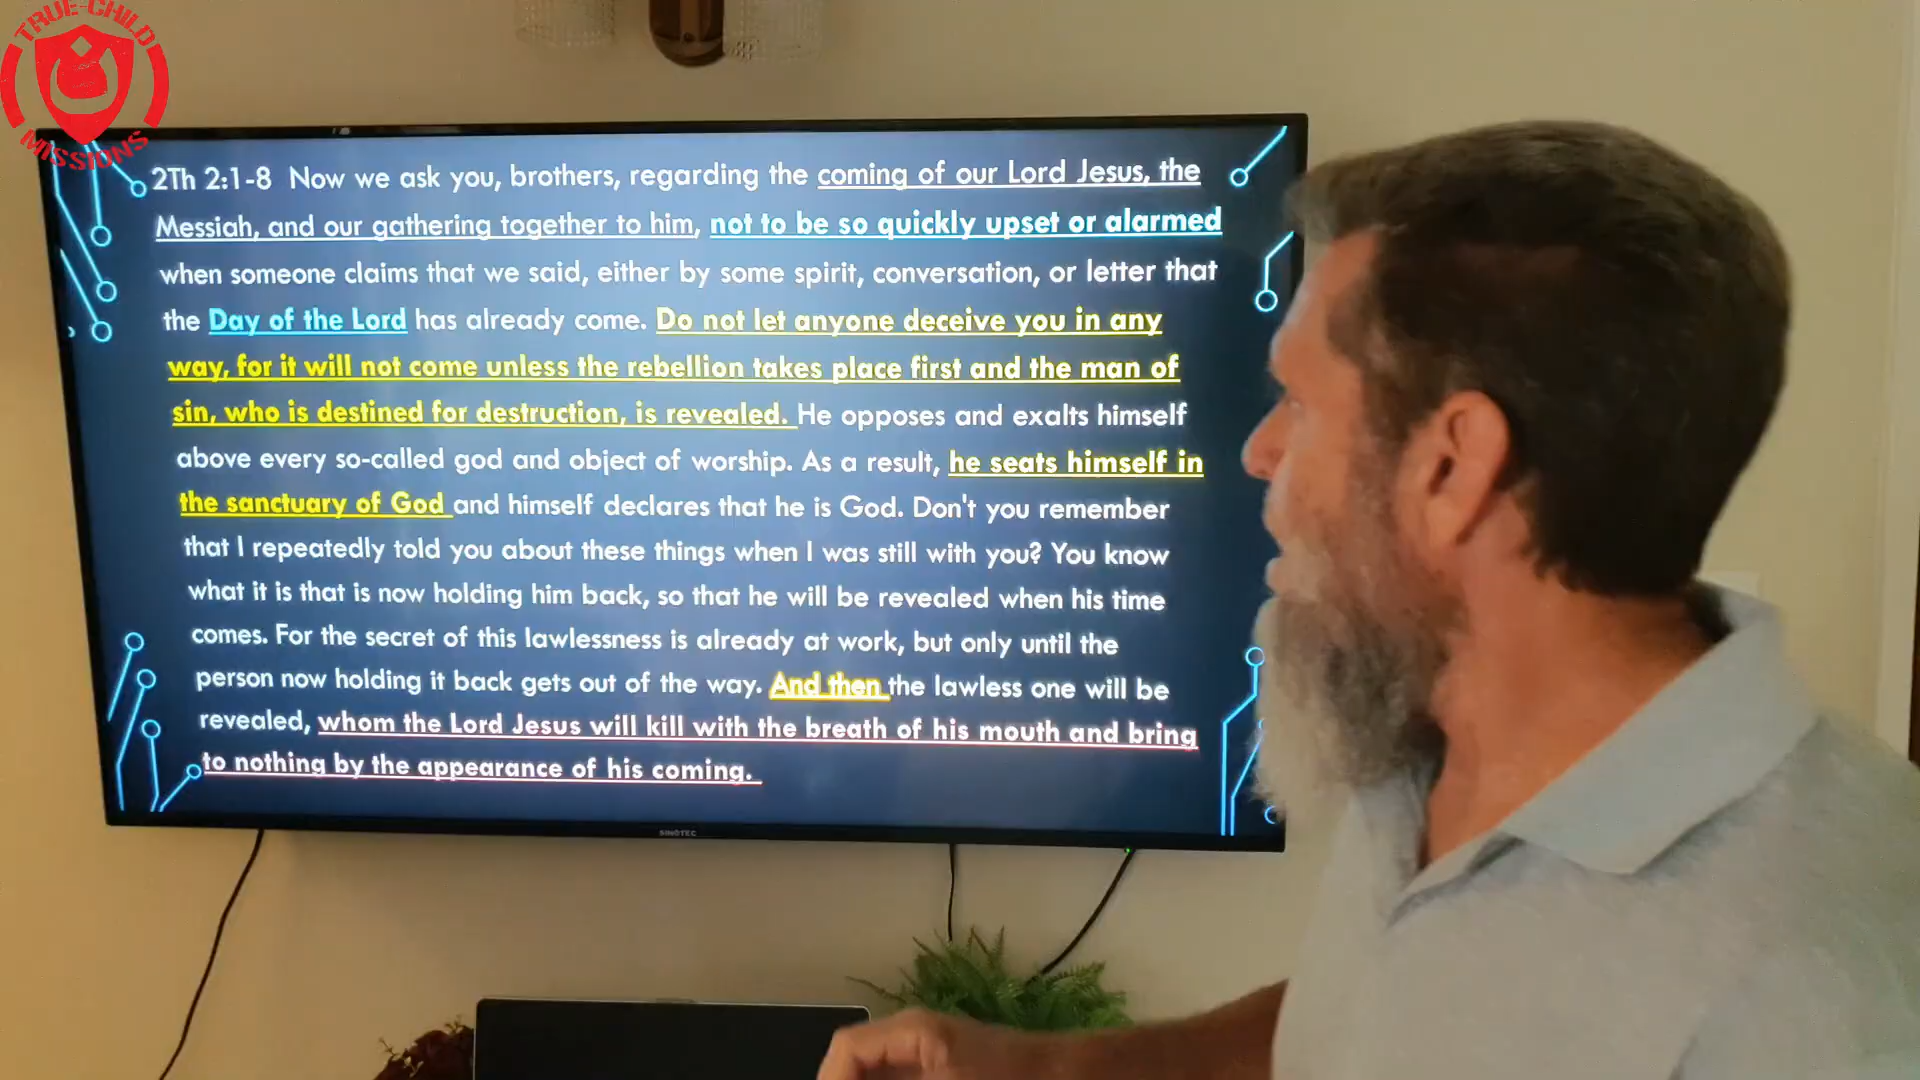 TRUE-CHILD
MISSIONS
2Th 2:1-8 Now we ask you, brothers, regarding the coming of our Lord Jesus, the
Messiah, and our gathering together to him, not to be so quickly upset or alarmed
when someone claims that we said, either by some spirit, conversation, or letter that
the Day of the Lord has already come. Do not let anyone deceive you in any
way, for it will not come unless the rebellion takes place first and the man of
sin, who is destined for destruction, is revealed. He opposes and exalts himself
above every so-called god and object of worship. As a result, he seats himself in
the sanctuary of God and himself declares that he is God. Don't you remember
that I repeatedly told you about these things when I was still with you? You know
what it is that is now holding him back, so that he will be revealed when his time
comes. For the secret of this lawlessness is already at work, but only until the
person now holding it back gets out of the way. And then the lawless one will be
revealed, whom the Lord Jesus will kill with the breath of his mouth and bring
to nothing by the appearance of his coming.
SINOTEC